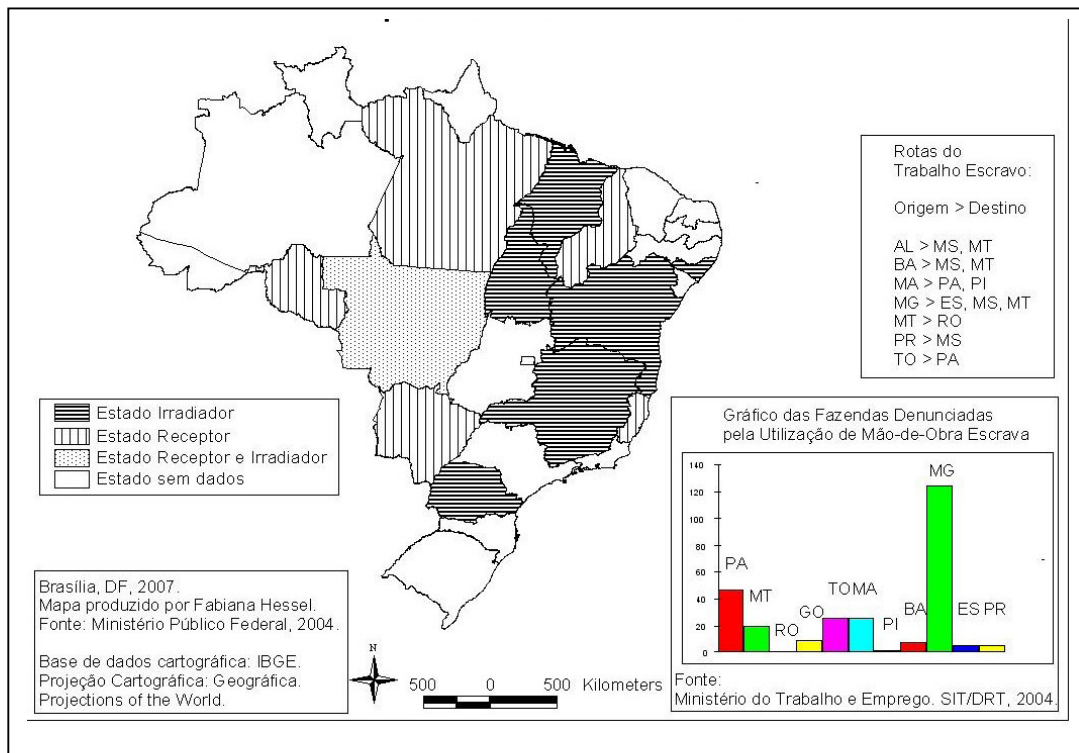 Rotas do
Trabalho Escravo:
Origem > Destino
AL > MS, MT
BA > MS, MT
MA > PA, PI
MG > ES, MS, MT
MT > RO
PR > MS
TO > PA
Estado Irradiador
Estado Receptor
Estado Receptor e Irradiador
Estado sem dados
Gráfico das Fazendas Denunciadas
pela Utilização de Mão-de-Obra Escrava
140
120
100
80
60
40
20
0
PA
MT
RO
GO
TO
MA
PI
BA
MG
ES
PR
Fonte:
Ministério do Trabalho e Emprego. SIT/DRT, 2004.
Brasília, DF, 2007.
Mapa produzido por Fabiana Hessel.
Fonte: Ministério Público Federal, 2004.
Base de dados cartográfica: IBGE.
Projeção Cartográfica: Geográfica.
Projections of the World.
N
500 0 500 Kilometers